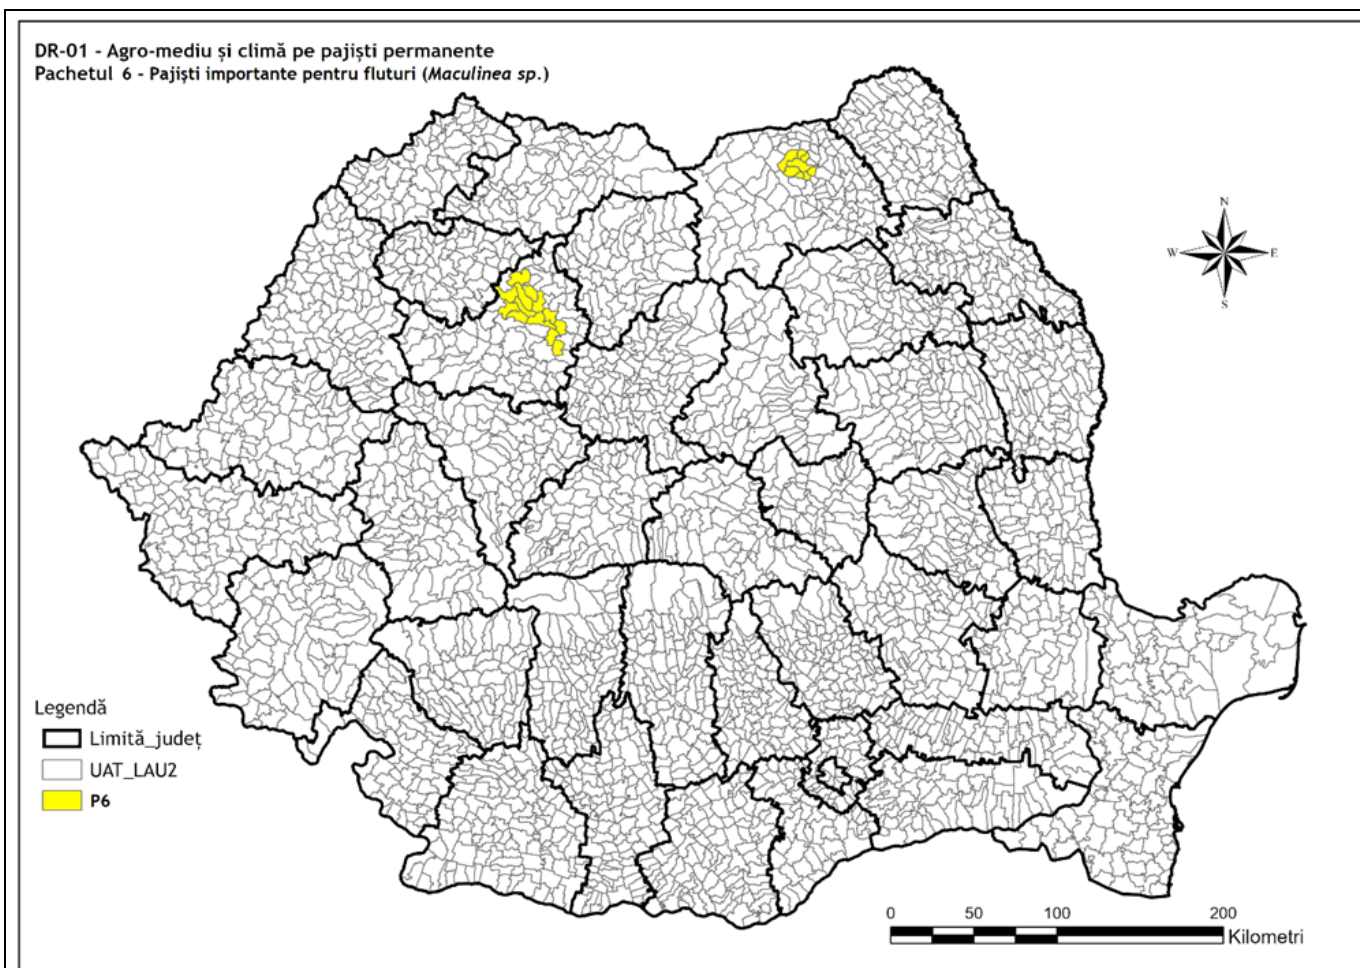 DR-01 - Agro-mediu și climă pe pajiști permanente
Pachetul 6 - Pajiști importante pentru fluturi (Maculinea sp.)
N
W E
S
Legendă
Limită_județ
UAT_LAU2
P6
0 50 100 200
Kilometri